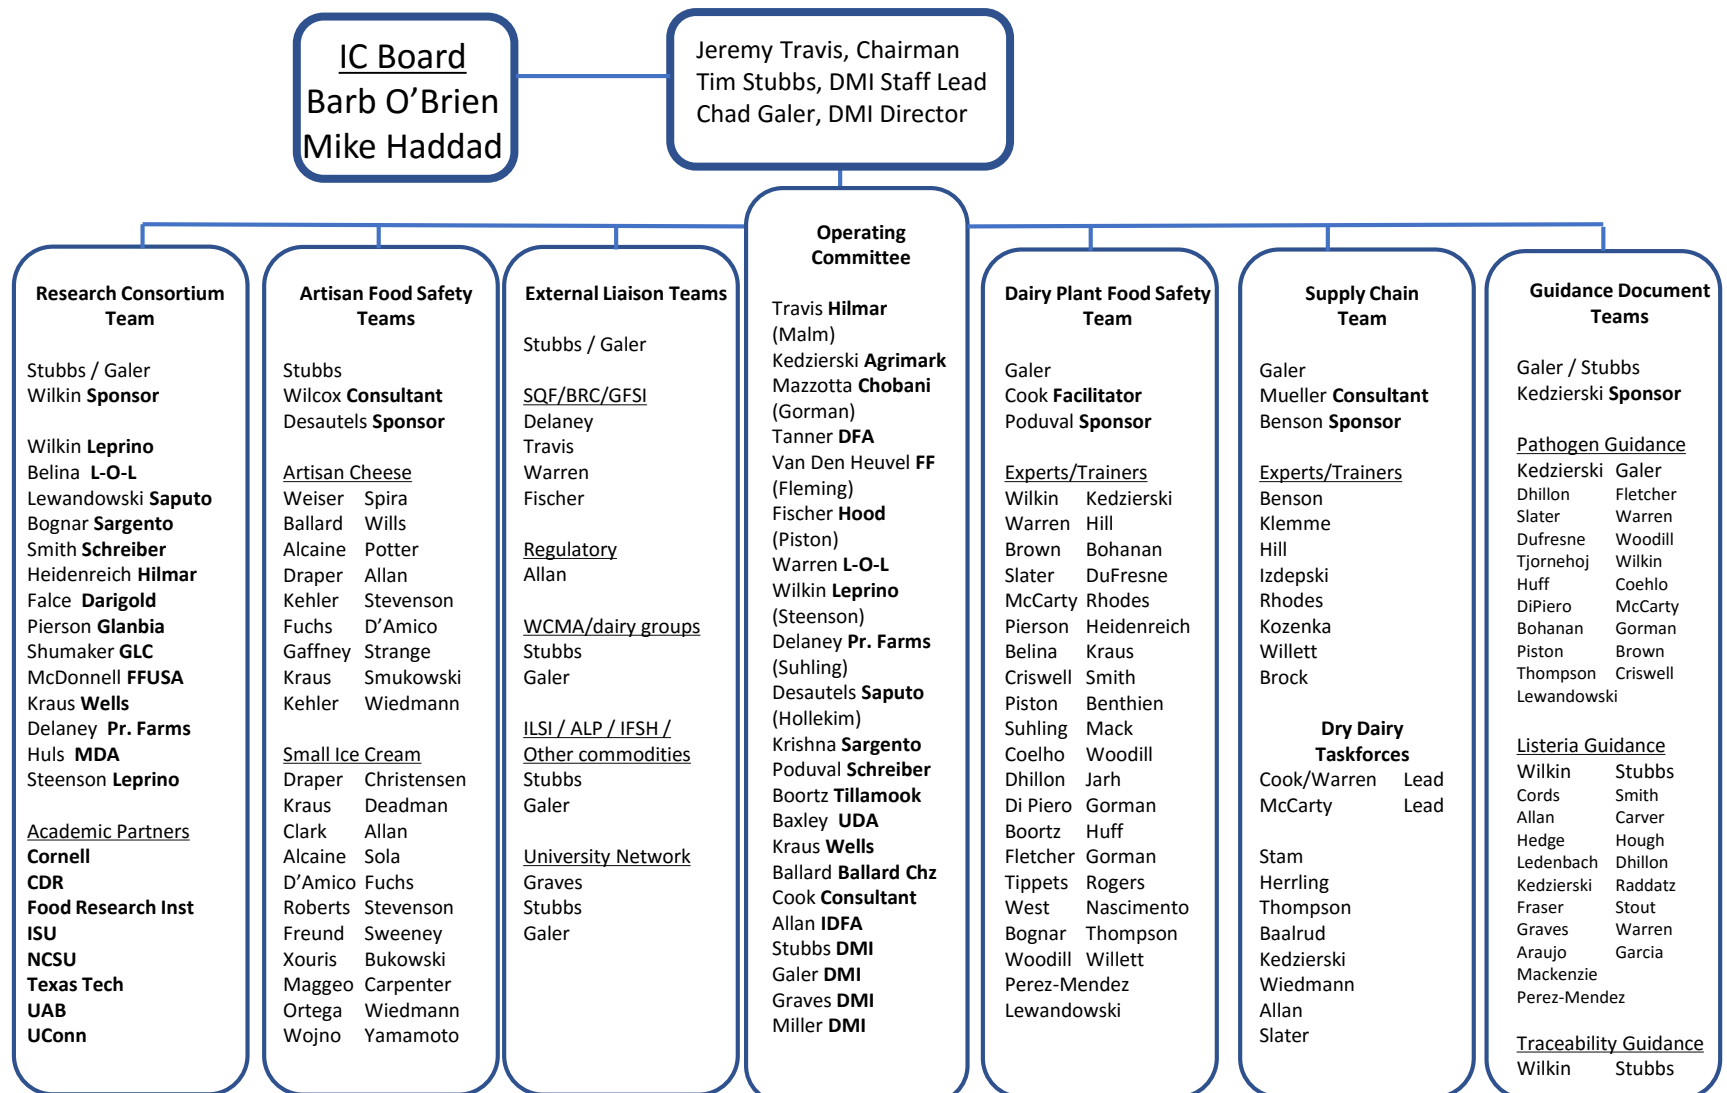 IC Board
Barb O’Brien
Mike Haddad
Jeremy Travis, Chairman
Tim Stubbs, DMI Staff Lead
Chad Galer, DMI Director
Research Consortium
Team
Stubbs / Galer
Wilkin Sponsor
Wilkin Leprino
Belina L-O-L
Lewandowski Saputo
Bognar Sargento
Smith Schreiber
Heidenreich Hilmar
Falce Darigold
Pierson Glanbia
Shumaker GLC
McDonnell FFUSA
Kraus Wells
Delaney Pr. Farms
Huls MDA
Steenson Leprino
Academic Partners
Cornell
CDR
Food Research Inst
ISU
NCSU
Texas Tech
UAB
UConn
Artisan Food Safety
Teams
Stubbs
Wilcox Consultant
Desautels Sponsor
Artisan Cheese
Weiser Spira
Ballard Wills
Alcaine Potter
Draper Allan
Kehler Stevenson
Fuchs D’Amico
Gaffney Strange
Kraus Smukowski
Kehler Wiedmann
Small Ice Cream
Draper Christensen
Kraus Deadman
Clark Allan
Alcaine Sola
D’Amico Fuchs
Roberts Stevenson
Freund Sweeney
Xouris Bukowski
Maggeo Carpenter
Ortega Wiedmann
Wojno Yamamoto
External Liaison Teams
Stubbs / Galer
SQF/BRC/GFSI
Delaney
Travis
Warren
Fischer
Regulatory
Allan
WCMA/dairy groups
Stubbs
Galer
ILSI / ALP / IFSH /
Other commodities
Stubbs
Galer
University Network
Graves
Stubbs
Galer
Operating
Committee
Travis Hilmar
(Malm)
Kedzierski Agrimark
Mazzotta Chobani
(Gorman)
Tanner DFA
Van Den Heuvel FF
(Fleming)
Fischer Hood
(Piston)
Warren L-O-L
Wilkin Leprino
(Steenson)
Delaney Pr. Farms
(Suhling)
Desautels Saputo
(Hollekim)
Krishna Sargento
Poduval Schreiber
Boortz Tillamook
Baxley UDA
Kraus Wells
Ballard Ballard Chz
Cook Consultant
Allan IDFA
Stubbs DMI
Galer DMI
Graves DMI
Miller DMI
Dairy Plant Food Safety
Team
Galer
Cook Facilitator
Poduval Sponsor
Experts/Trainers
Wilkin Kedzierski
Warren Hill
Brown Bohanan
Slater DuFresne
McCarty Rhodes
Pierson Heidenreich
Belina Kraus
Criswell Smith
Piston Benthien
Suhling Mack
Coelho Woodill
Dhillon Jarh
Di Piero Gorman
Boortz Huff
Fletcher Gorman
Tippets Rogers
West Nascimento
Bognar Thompson
Woodill Willett
Perez-Mendez
Lewandowski
Supply Chain
Team
Galer
Mueller Consultant
Benson Sponsor
Experts/Trainers
Benson
Klemme
Hill
Izdepski
Rhodes
Kozenka
Willett
Brock
Dry Dairy
Taskforces
Cook/Warren Lead
McCarty Lead
Stam
Herrling
Thompson
Baalrud
Kedzierski
Wiedmann
Allan
Slater
Guidance Document
Teams
Galer / Stubbs
Kedzierski Sponsor
Pathogen Guidance
Kedzierski Galer
Dhillon Fletcher
Slater Warren
Dufresne Woodill
Tjornehoj Wilkin
Huff Coehlo
DiPiero McCarty
Bohanan Gorman
Piston Brown
Thompson Criswell
Lewandowski
Listeria Guidance
Wilkin Stubbs
Cords Smith
Allan Carver
Hedge Hough
Ledenbach Dhillon
Kedzierski Raddatz
Fraser Stout
Graves Warren
Araujo Garcia
Mackenzie
Perez-Mendez
Traceability Guidance
Wilkin Stubbs